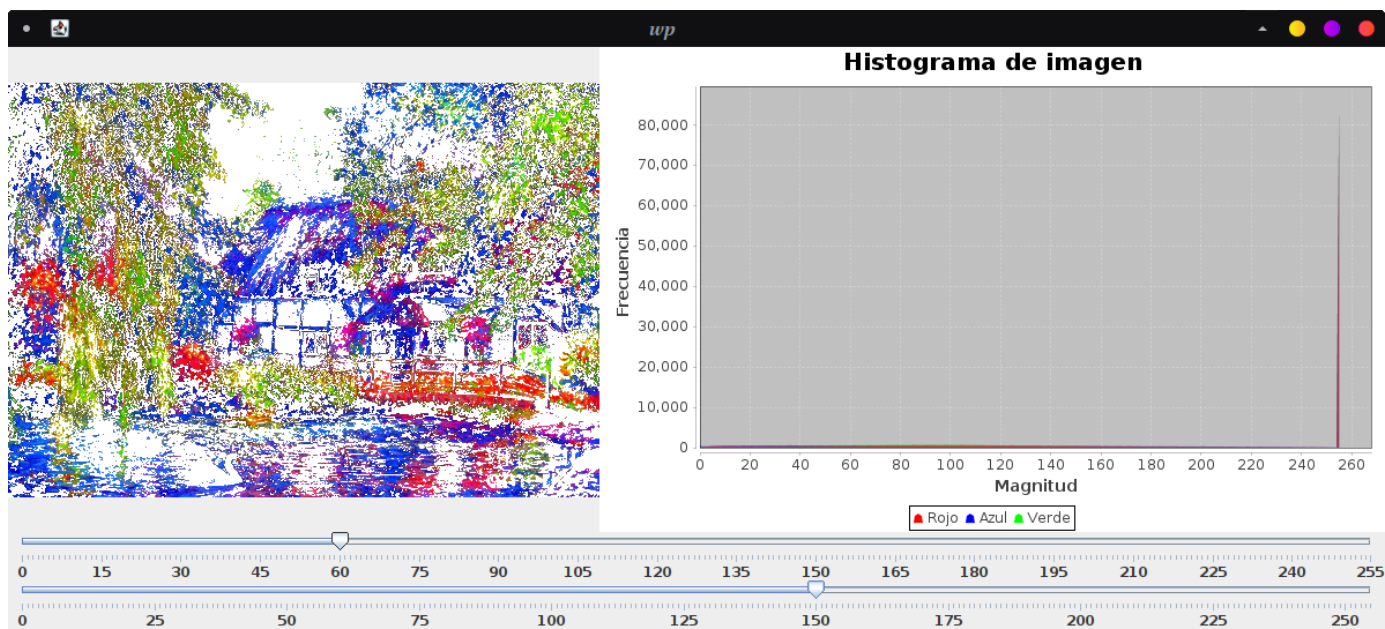 wp
Histograma de imagen
Frecuencia
80,000
70,000
60,000
50,000
40,000
30,000
20,000
10,000
0
0 20 40 60 80 100 120 140 160 180 200 220 240 260
Magnitud
Rojo Azul Verde
0 15 30 45 60 75 90 105 120 135 150 165 180 195 210 225 240 255
0 25 50 75 100 125 150 175 200 225 250